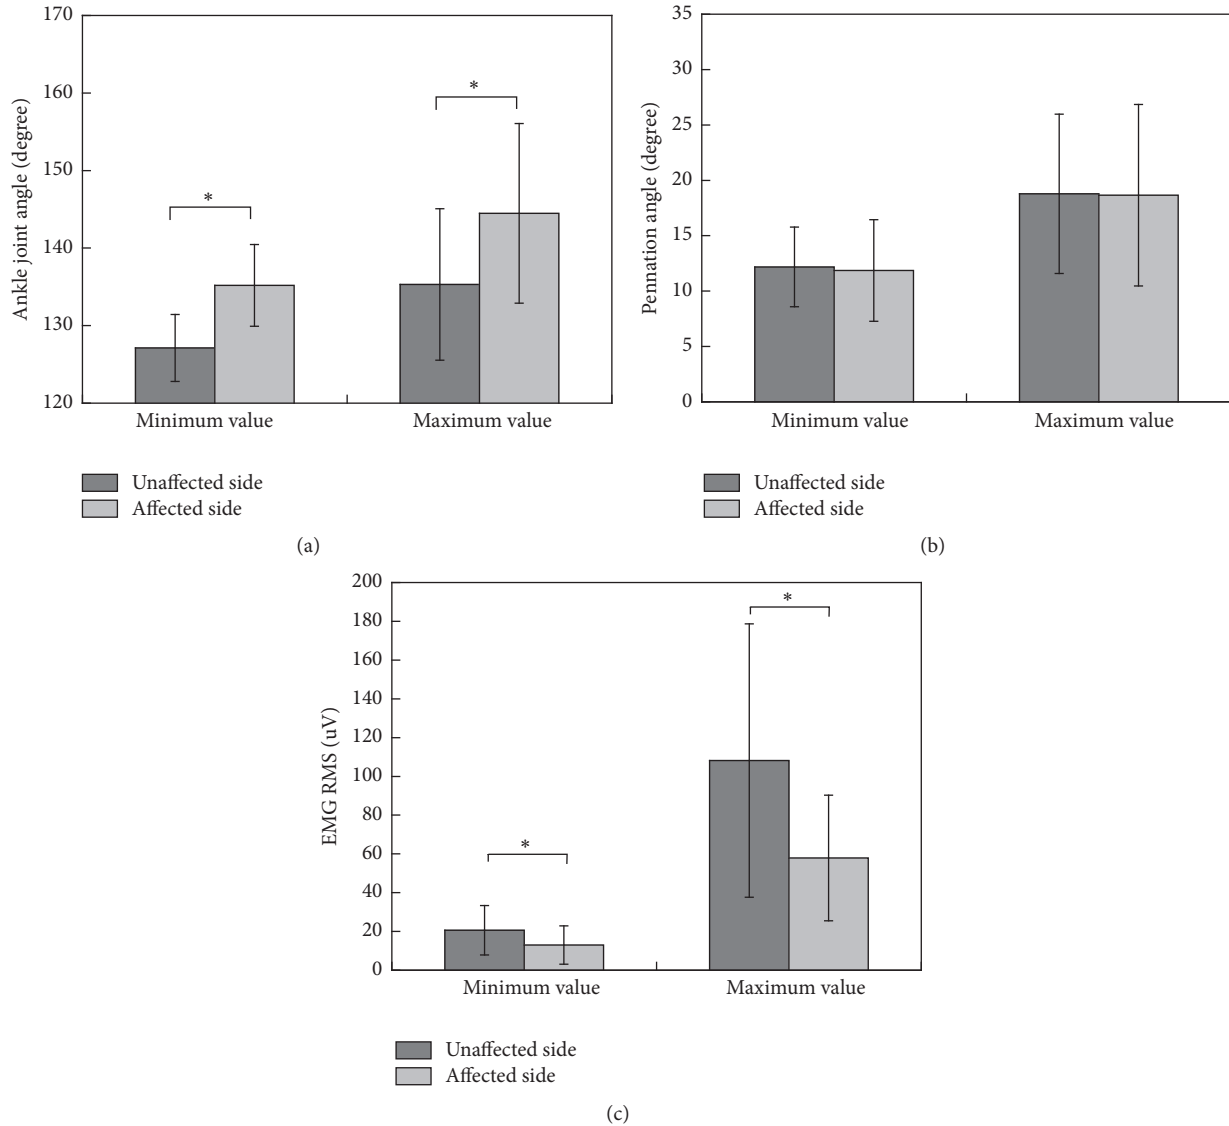 170
160
150
140
130
120
Ankle joint angle (degree)
*
*
Minimum value
Maximum value
Unaffected side
Affected side
(a)
35
30
25
20
15
10
5
0
Pennation angle (degree)
Minimum value
Maximum value
Unaffected side
Affected side
(b)
200
180
160
140
120
100
80
60
40
20
0
EMG RMS (uV)
*
*
Minimum value
Maximum value
Unaffected side
Affected side
(c)